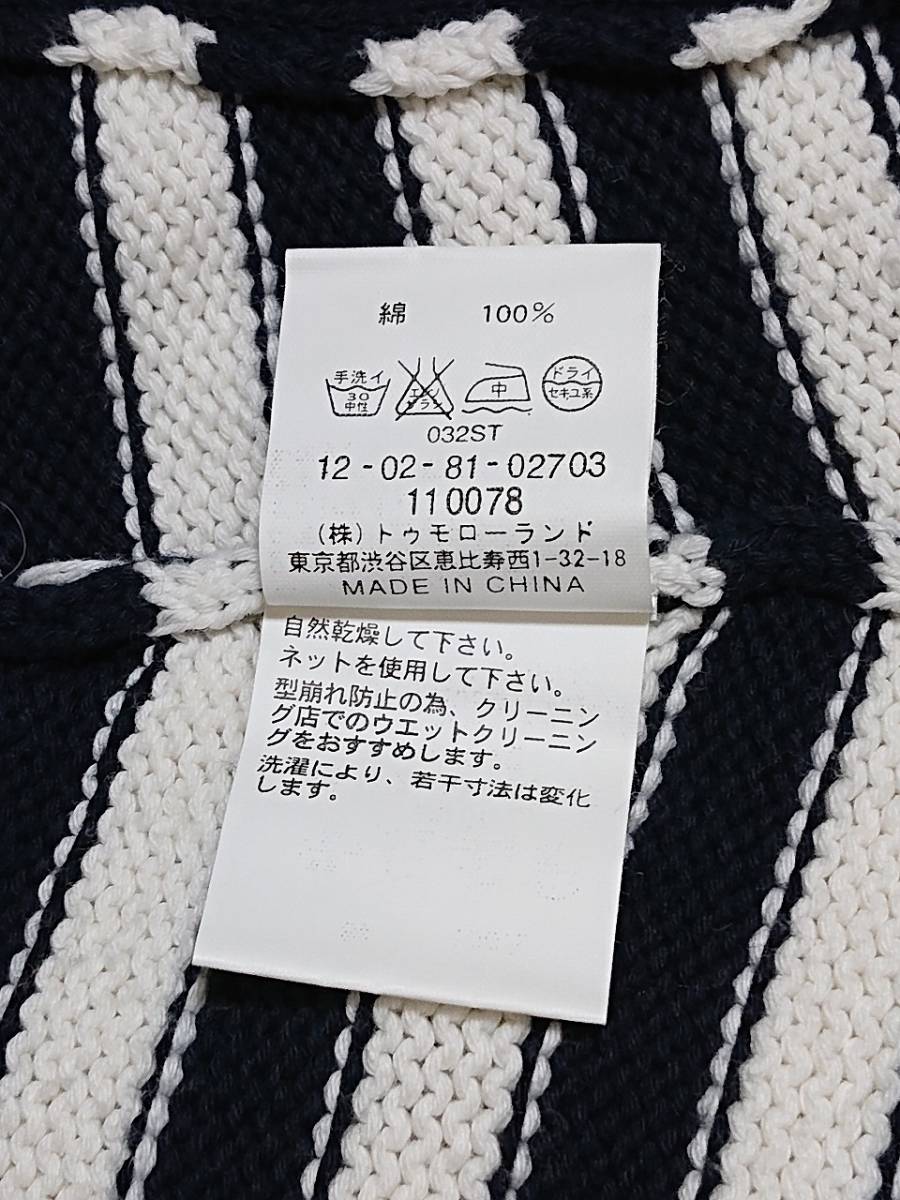 綿 100%
手洗イ 30 中性 エンソサラシ 中 ドライ セキユ系
032ST
12-02-81-02703
110078
(株)トゥモローランド
東京都渋谷区恵比寿西1-32-18
MADE IN CHINA
自然乾燥して下さい。
ネットを使用して下さい。
型崩れ防止の為、クリーニン
グ店でのウエットクリーニン
グをおすすめします。
洗濯により、若干寸法は変化
します。